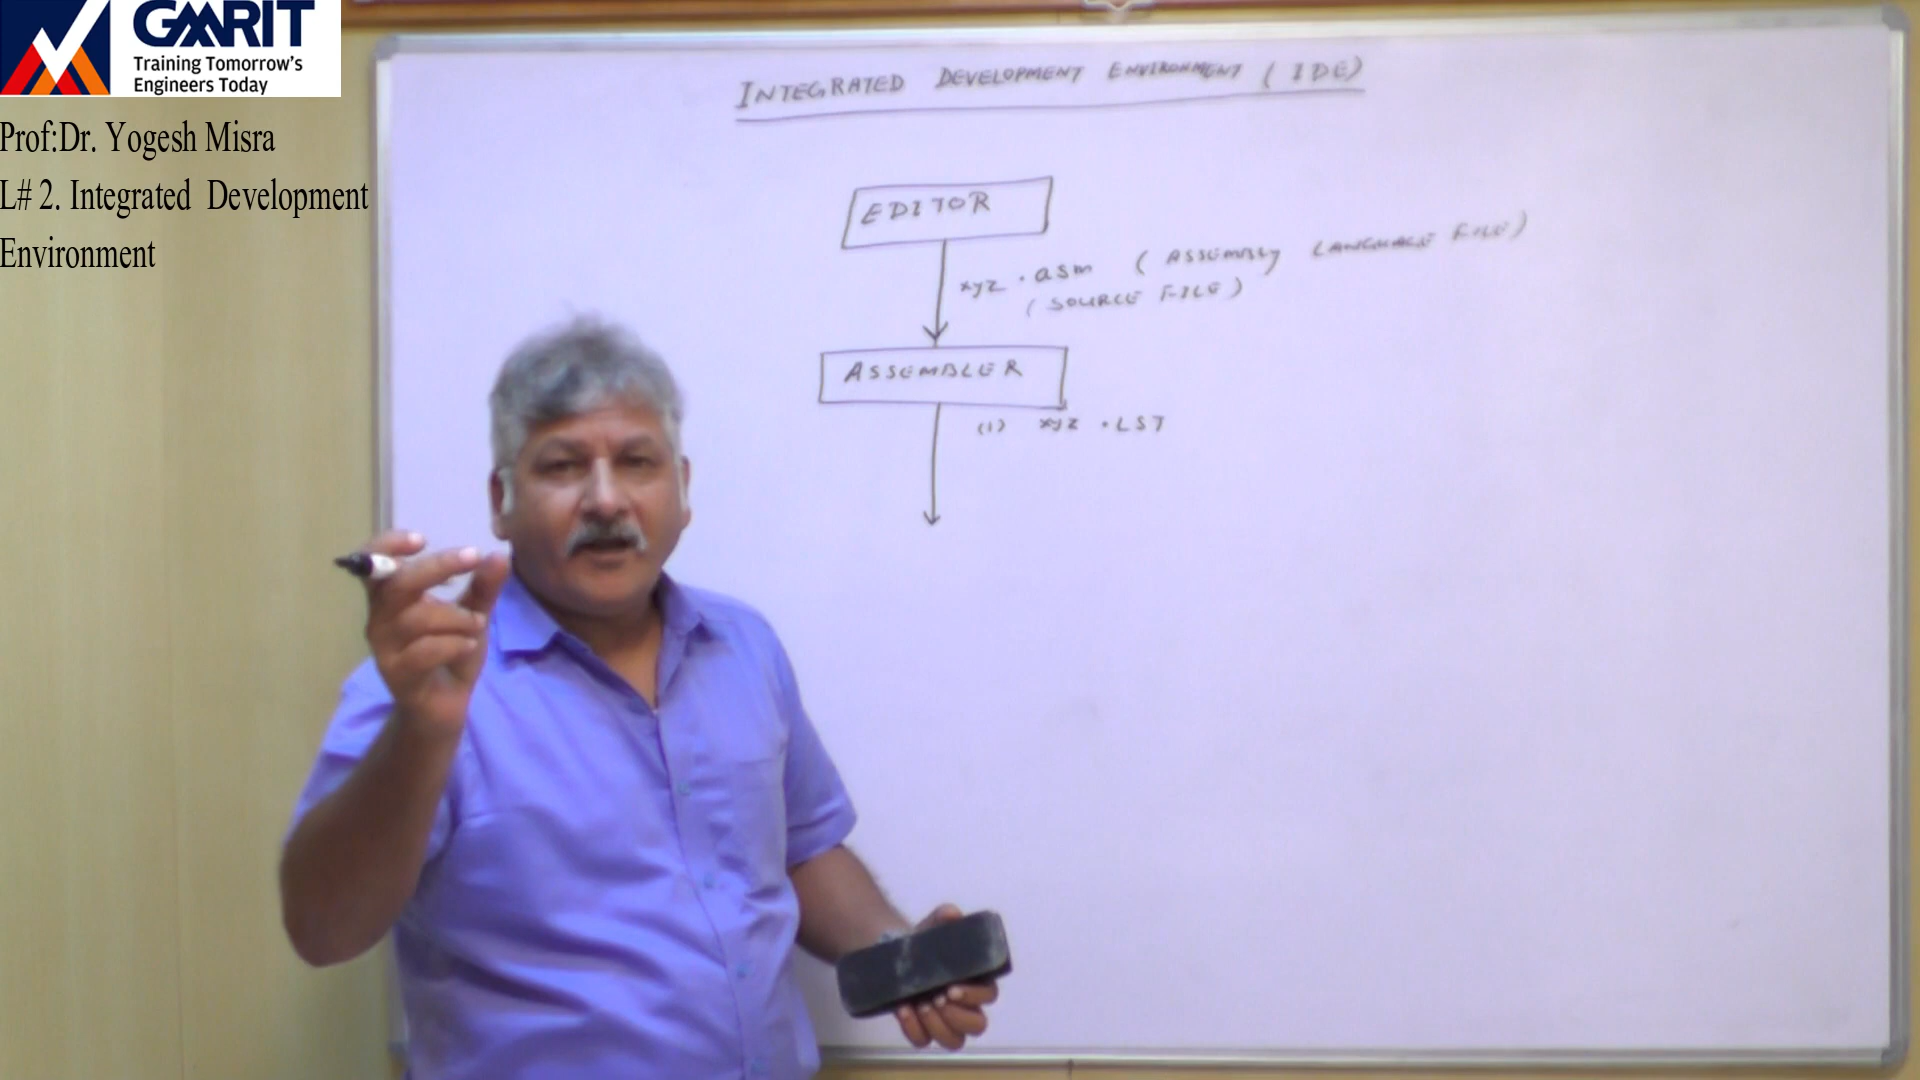 GMRIT
Training Tomorrow's
Engineers Today
Prof:Dr. Yogesh Misra
L# 2. Integrated Development
Environment
INTEGRATED DEVELOPMENT ENVIRONMENT (IDE)
EDITOR
xyz .asm (ASSEMBLY LANGUAGE FILE)
(SOURCE FILE)
ASSEMBLER
(1) xyz .LST